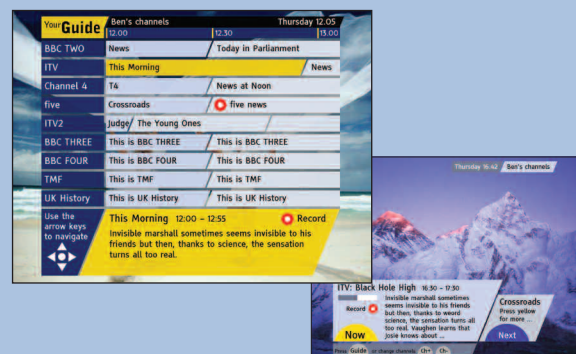 Your Guide Ben's channels Thursday 12.05
12.00 12.30 13.00
BBC TWO News Today in Parlianment
ITV This Morning News
Channel 4 T4 News at Noon
five Crossroads five news
ITV2 Judge The Young Ones
BBC THREE This is BBC THREE This is BBC THREE
BBC FOUR This is BBC FOUR This is BBC FOUR
TMF This is TMF This is TMF
UK History This is UK History This is UK History
Use the
arrow keys
to navigate
This Morning 12:00 – 12:55 Record
Invisible marshall sometimes seems invisible to his
friends but then, thanks to science, the sensation
turns all too real.
Thursday 16.42 Ben's channels
ITV: Black Hole High 16:30 – 17:30
Invisible marshall sometimes
seems invisible to his friends
but then, thanks to weord
science, the sensation turns all
too real. Vaughen learns that
Josie knows about ...
Record
Now
Crossroads
Press yellow
for more ...
Next
Press Guide or change channels Ch+ Ch-